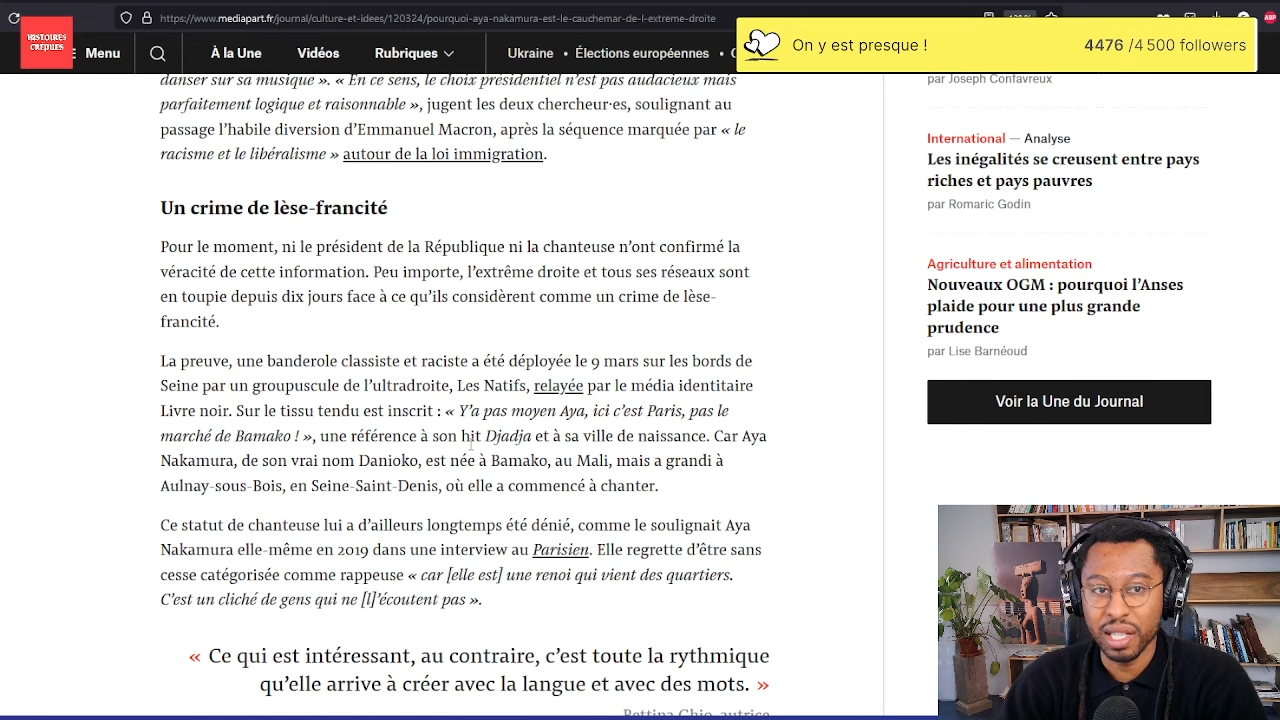 https://www.mediapart.fr/journal/culture-et-idees/120324/pourquoi-aya-nakamura-est-le-cauchemar-de-l-extreme-droite
ABP
HISTOIRES
CRÉPUES
Menu
À la Une
Vidéos
Rubriques
Ukraine • Élections européennes •
On y est presque !
4476 /4 500 followers
danser sur sa musique ». « En ce sens, le choix présidentiel n’est pas audacieux mais
parfaitement logique et raisonnable », jugent les deux chercheur·es, soulignant au
passage l’habile diversion d’Emmanuel Macron, après la séquence marquée par « le
racisme et le libéralisme » autour de la loi immigration.
Un crime de lèse-francité
Pour le moment, ni le président de la République ni la chanteuse n’ont confirmé la
véracité de cette information. Peu importe, l’extrême droite et tous ses réseaux sont
en toupie depuis dix jours face à ce qu’ils considèrent comme un crime de lèse-
francité.
La preuve, une banderole classiste et raciste a été déployée le 9 mars sur les bords de
Seine par un groupuscule de l’ultradroite, Les Natifs, relayée par le média identitaire
Livre noir. Sur le tissu tendu est inscrit : « Y’a pas moyen Aya, ici c’est Paris, pas le
marché de Bamako ! », une référence à son hit Djadja et à sa ville de naissance. Car Aya
Nakamura, de son vrai nom Danioko, est née à Bamako, au Mali, mais a grandi à
Aulnay-sous-Bois, en Seine-Saint-Denis, où elle a commencé à chanter.
Ce statut de chanteuse lui a d’ailleurs longtemps été dénié, comme le soulignait Aya
Nakamura elle-même en 2019 dans une interview au Parisien. Elle regrette d’être sans
cesse catégorisée comme rappeuse « car [elle est] une renoi qui vient des quartiers.
C’est un cliché de gens qui ne [l]’écoutent pas ».
« Ce qui est intéressant, au contraire, c’est toute la rythmique
qu’elle arrive à créer avec la langue et avec des mots. »
Bettina Ghio, autrice
par Joseph Confavreux
International — Analyse
Les inégalités se creusent entre pays
riches et pays pauvres
par Romaric Godin
Agriculture et alimentation
Nouveaux OGM : pourquoi l’Anses
plaide pour une plus grande
prudence
par Lise Barnéoud
Voir la Une du Journal